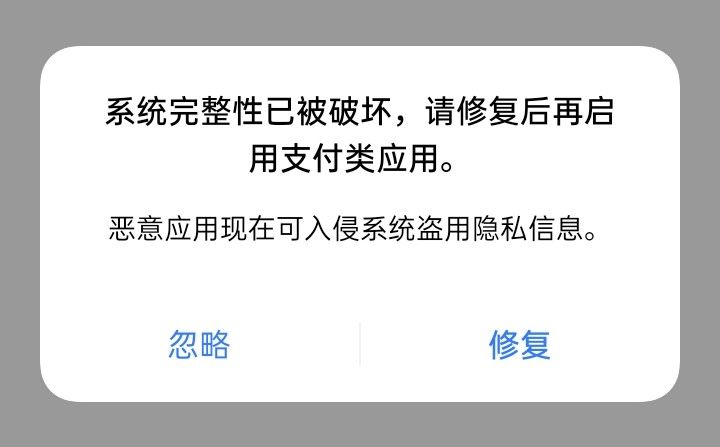 系统完整性已被破坏，请修复后再启
用支付类应用。
恶意应用现在可入侵系统盗用隐私信息。
忽略
修复